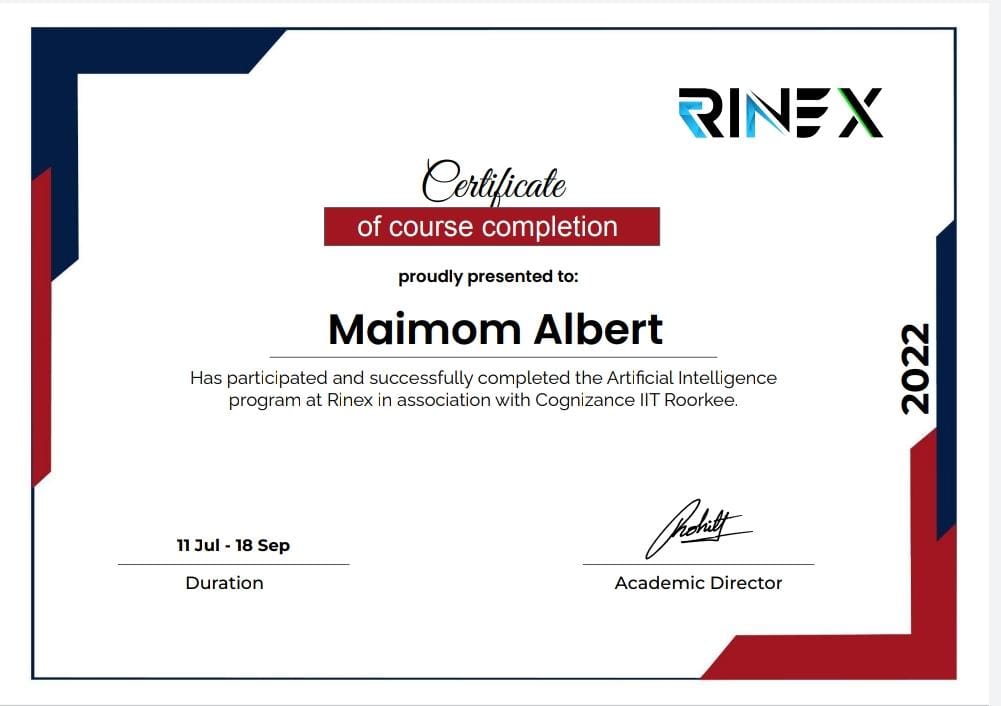 RINEX
Certificate
of course completion
proudly presented to:
Maimom Albert
Has participated and successfully completed the Artificial Intelligence
program at Rinex in association with Cognizance IIT Roorkee.
2022
11 Jul - 18 Sep
Duration
Academic Director